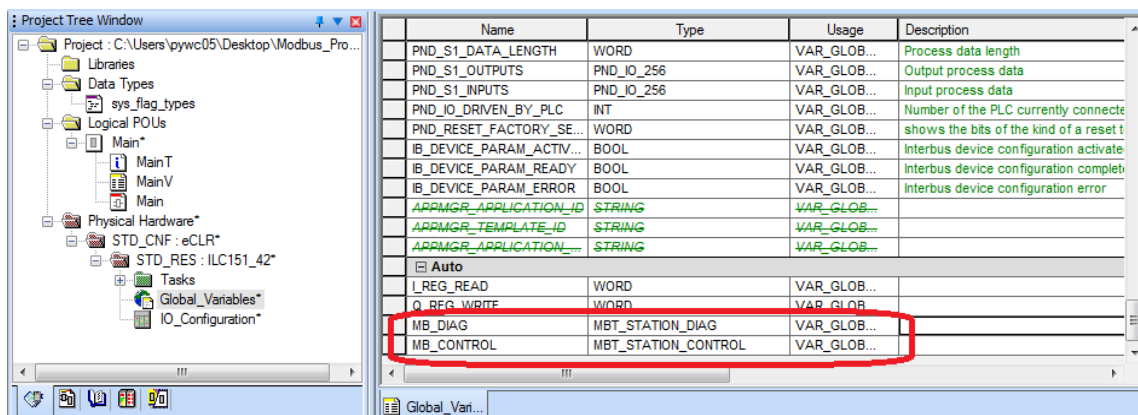 Project Tree Window
Project : C:\Users\pywc05\Desktop\Modbus_Pro...
Libraries
Data Types
sys_flag_types
Logical POUs
Main*
MainT
MainV
Main
Physical Hardware*
STD_CNF : eCLR*
STD_RES : ILC151_42*
Tasks
Global_Variables*
IO_Configuration*
Name Type Usage Description
PND_S1_DATA_LENGTH WORD VAR_GLOB... Process data length
PND_S1_OUTPUTS PND_IO_256 VAR_GLOB... Output process data
PND_S1_INPUTS PND_IO_256 VAR_GLOB... Input process data
PND_IO_DRIVEN_BY_PLC INT VAR_GLOB... Number of the PLC currently connecte
PND_RESET_FACTORY_SE... WORD VAR_GLOB... shows the bits of the kind of a reset t
IB_DEVICE_PARAM_ACTIV... BOOL VAR_GLOB... Interbus device configuration activate
IB_DEVICE_PARAM_READY BOOL VAR_GLOB... Interbus device configuration complet
IB_DEVICE_PARAM_ERROR BOOL VAR_GLOB... Interbus device configuration error
APPMGR_APPLICATION_ID STRING VAR_GLOB...
APPMGR_TEMPLATE_ID STRING VAR_GLOB...
APPMGR_APPLICATION_... STRING VAR_GLOB...
Auto
I_REG_READ WORD VAR_GLOB...
Q_REG_WRITE WORD VAR_GLOB...
MB_DIAG MBT_STATION_DIAG VAR_GLOB...
MB_CONTROL MBT_STATION_CONTROL VAR_GLOB...
Global_Vari...